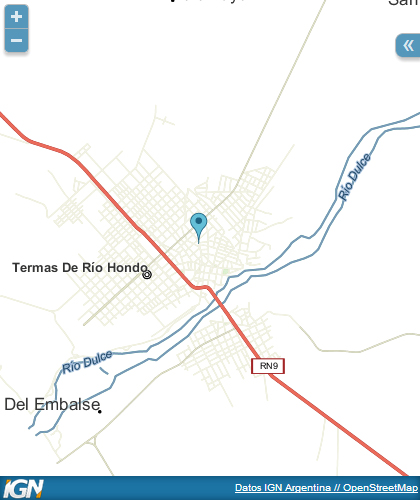 +
−
«
Río Dulce
Termas De Río Hondo
RN9
Río Dulce
Del Embalse
IGN
Datos IGN Argentina // OpenStreetMap